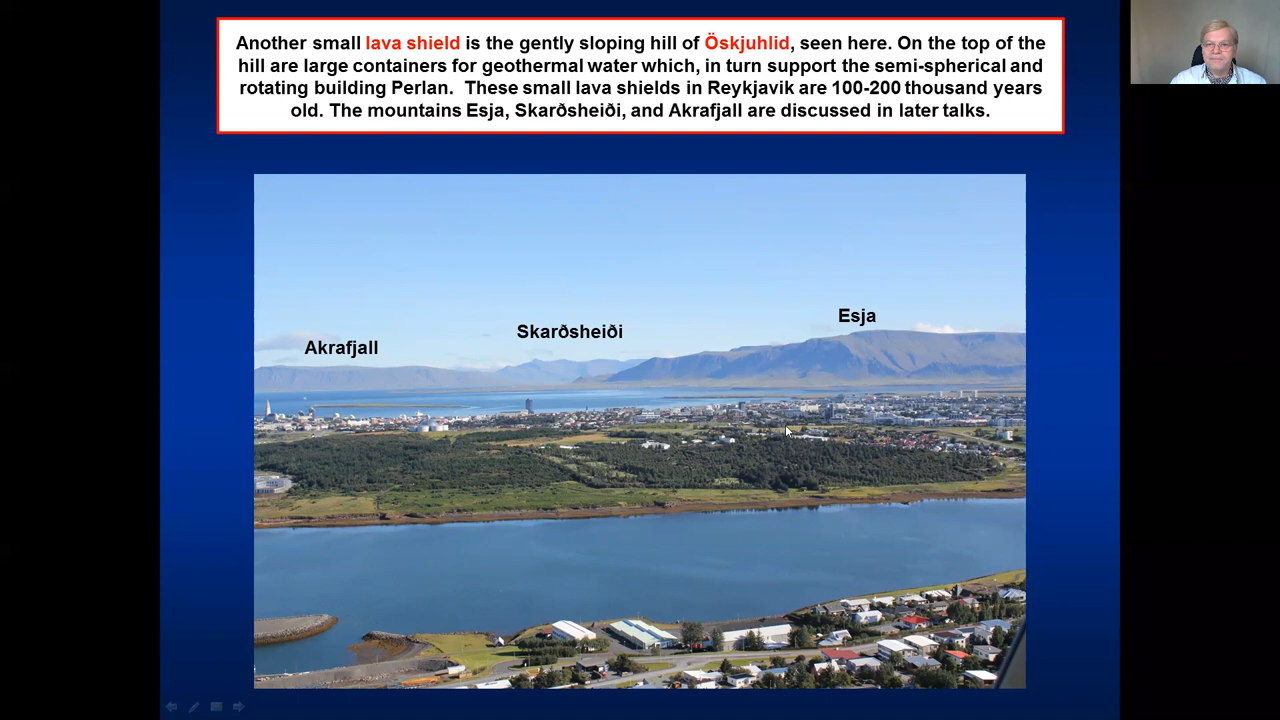 Another small lava shield is the gently sloping hill of Öskjuhlid, seen here. On the top of the
hill are large containers for geothermal water which, in turn support the semi-spherical and
rotating building Perlan.  These small lava shields in Reykjavik are 100-200 thousand years
old. The mountains Esja, Skarðsheiði, and Akrafjall are discussed in later talks.
Esja
Skarðsheiði
Akrafjall